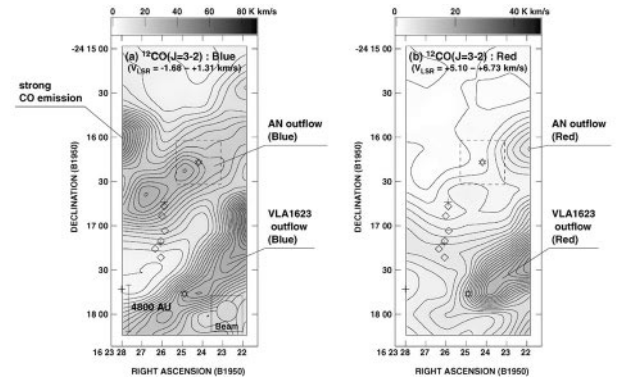 0 20 40 60 80 K km/s
0 20 40 K km/s
-24 15 00
30
16 00
30
17 00
30
18 00
DECLINATION (B1950)
(a) ¹²CO(J=3-2) : Blue
(V_LSR = -1.68 – +1.31 km/s)
strong
CO emission
AN outflow
(Blue)
VLA1623
outflow
(Blue)
4800 AU
Beam
16 23 28 27 26 25 24 23 22
RIGHT ASCENSION (B1950)
-24 15 00
30
16 00
30
17 00
30
18 00
DECLINATION (B1950)
(b) ¹²CO(J=3-2) : Red
(V_LSR = +5.10 – +6.73 km/s)
AN outflow
(Red)
VLA1623
outflow
(Red)
16 23 28 27 26 25 24 23 22
RIGHT ASCENSION (B1950)